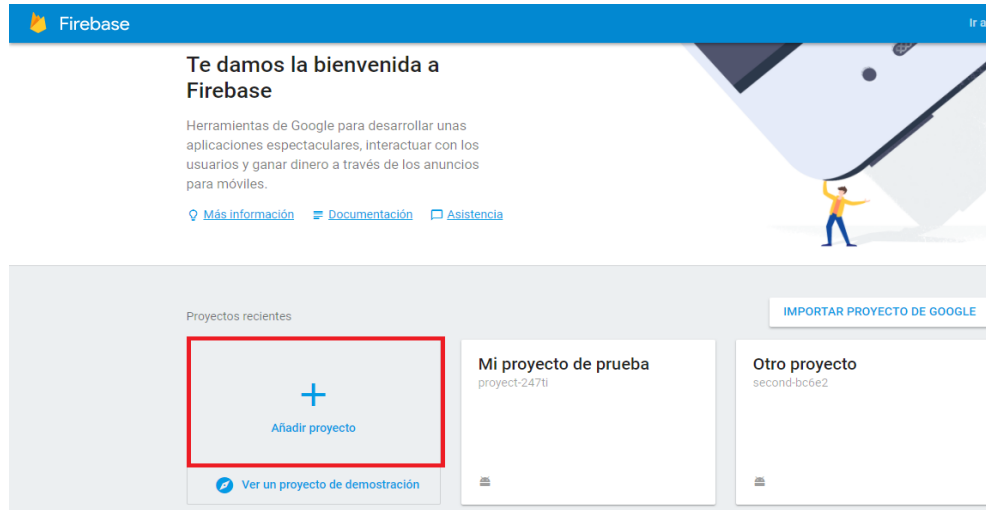 Firebase
Ir a
Te damos la bienvenida a
Firebase
Herramientas de Google para desarrollar unas
aplicaciones espectaculares, interactuar con los
usuarios y ganar dinero a través de los anuncios
para móviles.
Más información Documentación Asistencia
Proyectos recientes
IMPORTAR PROYECTO DE GOOGLE
Añadir proyecto
Ver un proyecto de demostración
Mi proyecto de prueba
proyect-247ti
Otro proyecto
second-bc6e2